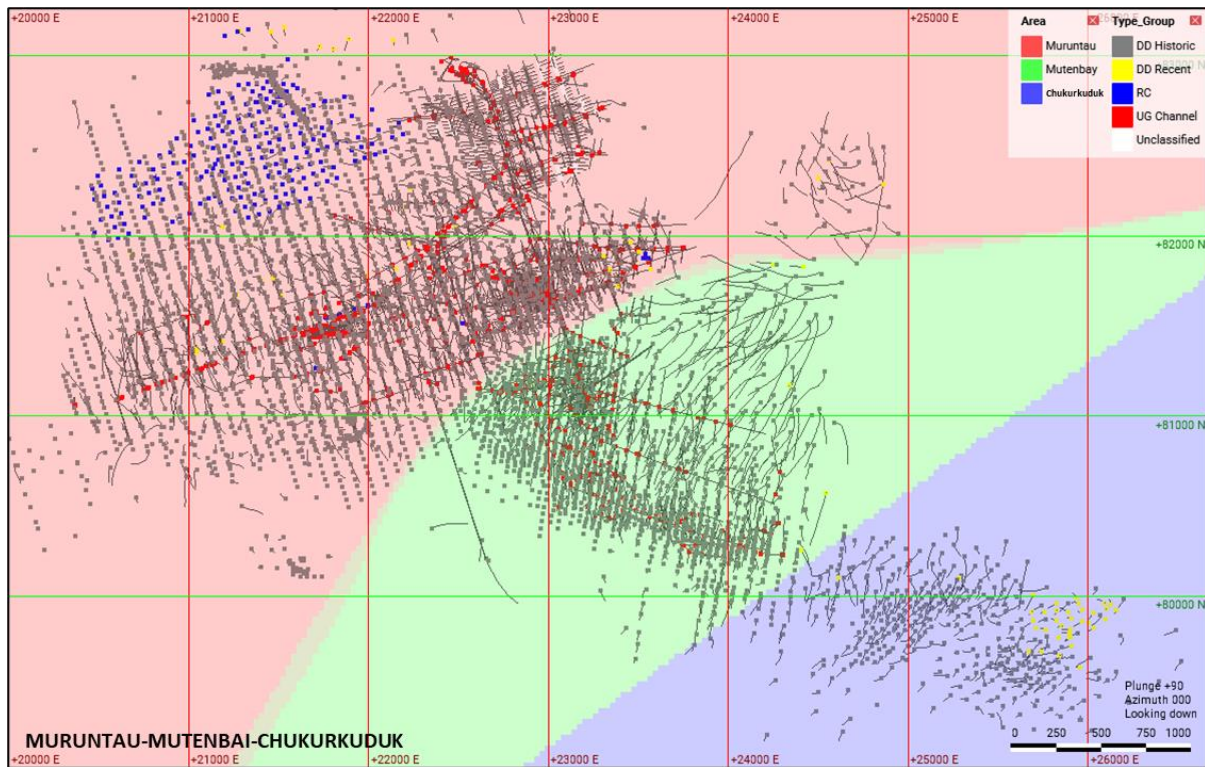 +20000 E
+21000 E
+22000 E
+23000 E
+24000 E
+25000 E
+26000 E
Area
Muruntau
Mutenbay
Chukurkuduk
Type_Group
DD Historic
DD Recent
RC
UG Channel
Unclassified
+83000 N
+82000 N
+81000 N
+80000 N
Plunge +90
Azimuth 000
Looking down
0 250 500 750 1000
MURUNTAU-MUTENBAI-CHUKURKUDUK
+20000 E
+21000 E
+22000 E
+23000 E
+24000 E
+25000 E
+26000 E